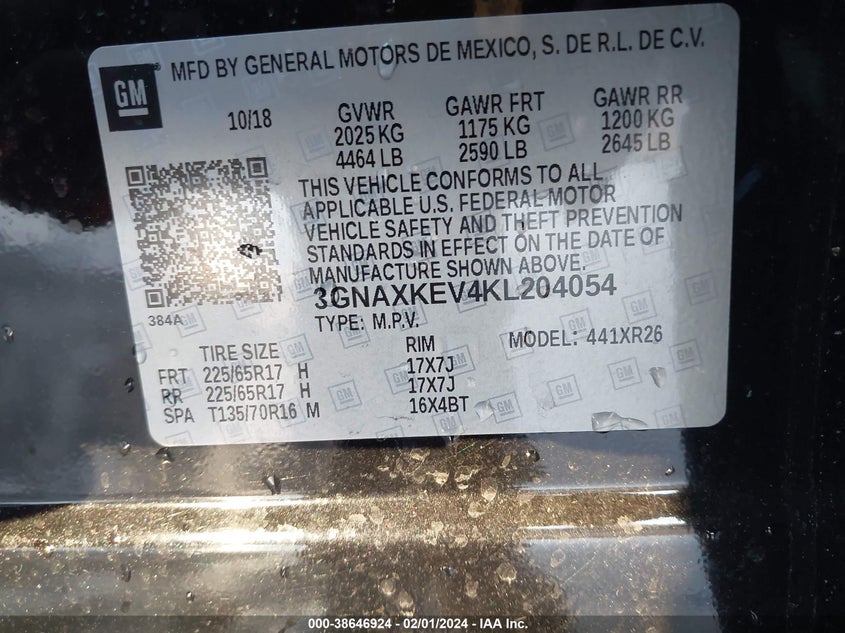 GM
MFD BY GENERAL MOTORS DE MEXICO, S. DE R.L. DE C.V.
10/18 GVWR GAWR FRT GAWR RR
2025 KG 1175 KG 1200 KG
4464 LB 2590 LB 2645 LB
THIS VEHICLE CONFORMS TO ALL
APPLICABLE U.S. FEDERAL MOTOR
VEHICLE SAFETY AND THEFT PREVENTION
STANDARDS IN EFFECT ON THE DATE OF
MANUFACTURE SHOWN ABOVE.
3GNAXKEV4KL204054
384A
TYPE: M.P.V.
MODEL: 441XR26
TIRE SIZE RIM
FRT 225/65R17 H 17X7J
RR 225/65R17 H 17X7J
SPA T135/70R16 M 16X4BT
000-38646924 / 02/01/2024 / IAA Inc.